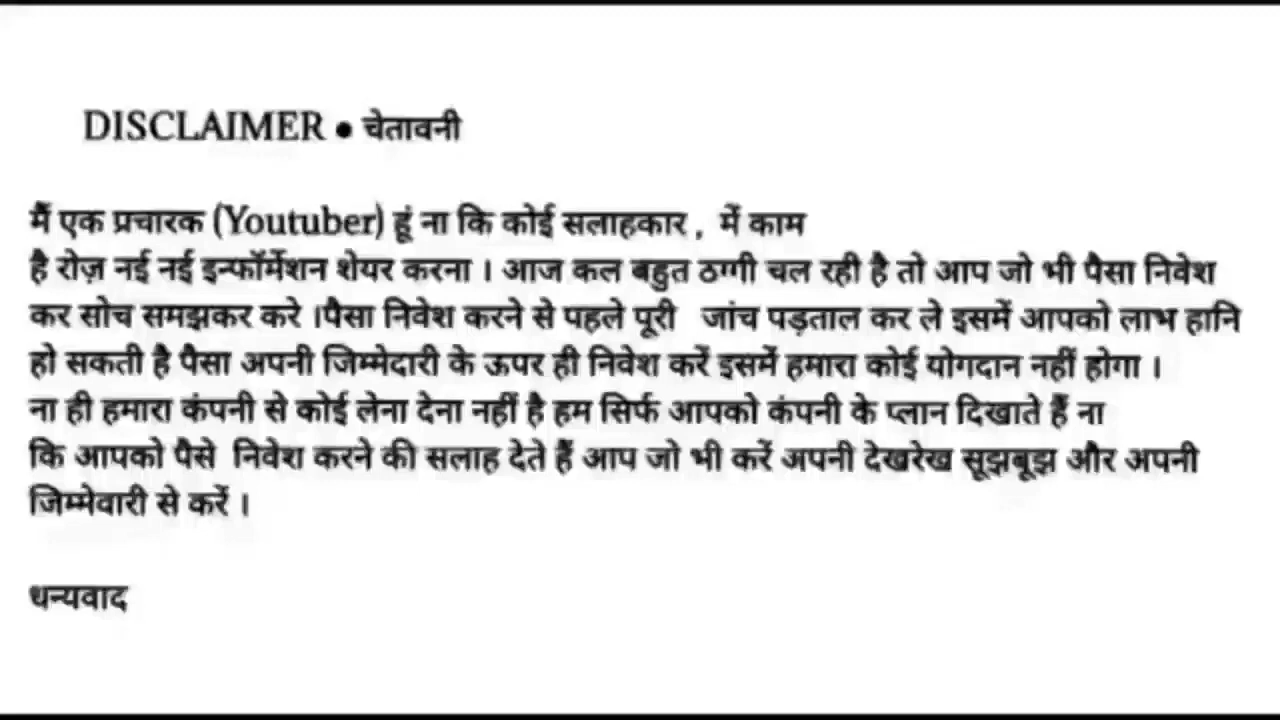 DISCLAIMER • चेतावनी
मैं एक प्रचारक (Youtuber) हूं ना कि कोई सलाहकार , में काम
है रोज़ नई नई इन्फॉर्मेशन शेयर करना । आज कल बहुत ठग्गी चल रही है तो आप जो भी पैसा निवेश
कर सोच समझकर करे ।पैसा निवेश करने से पहले पूरी जांच पड़ताल कर ले इसमें आपको लाभ हानि
हो सकती है पैसा अपनी जिम्मेदारी के ऊपर ही निवेश करें इसमें हमारा कोई योगदान नहीं होगा ।
ना ही हमारा कंपनी से कोई लेना देना नहीं है हम सिर्फ आपको कंपनी के प्लान दिखाते हैं ना
कि आपको पैसे निवेश करने की सलाह देते हैं आप जो भी करें अपनी देखरेख सूझबूझ और अपनी
जिम्मेवारी से करें ।
धन्यवाद